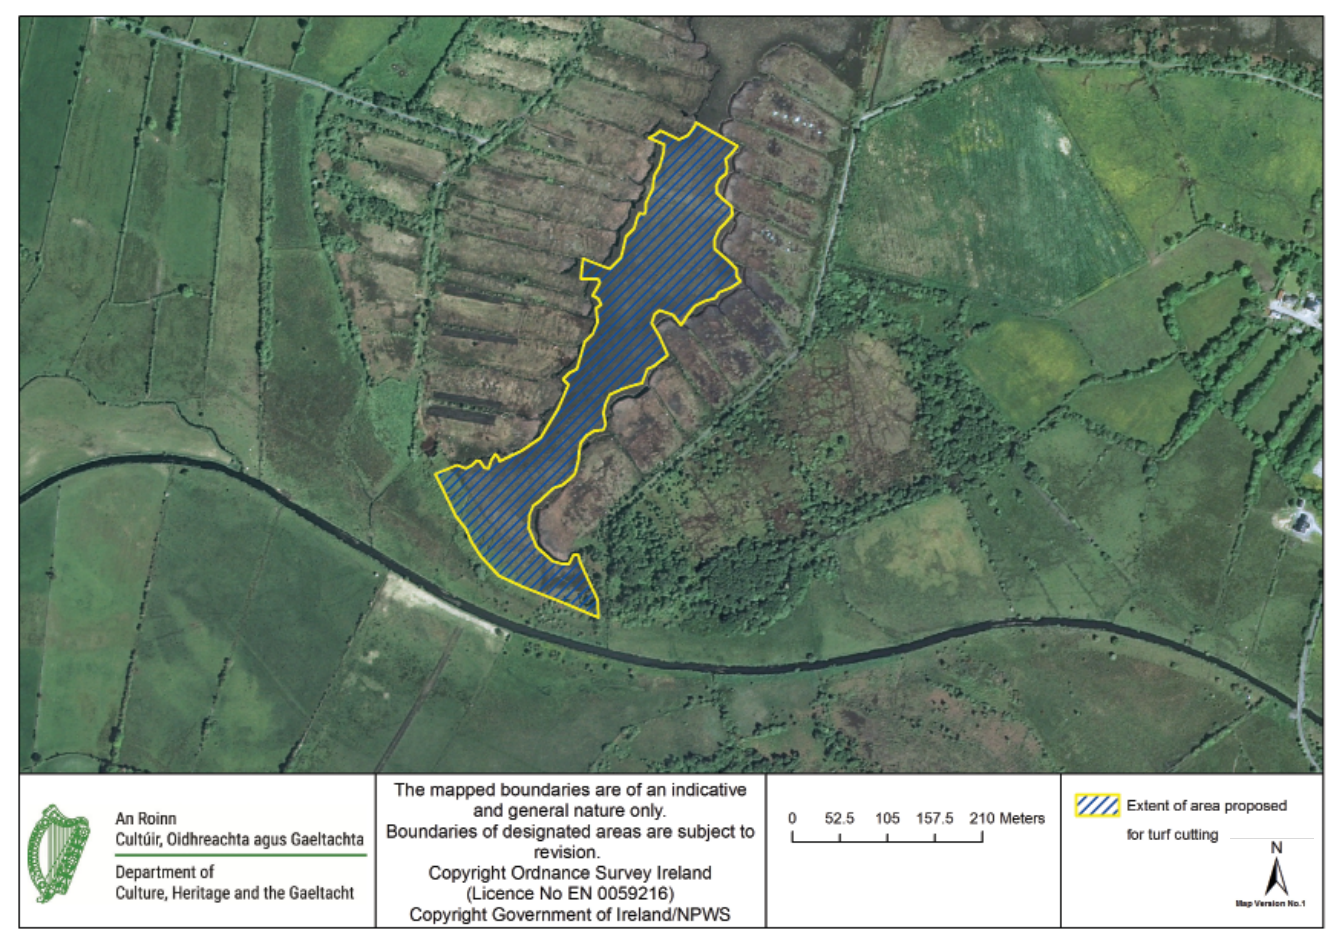 An Roinn
Cultúir, Oidhreachta agus Gaeltachta
Department of
Culture, Heritage and the Gaeltacht
The mapped boundaries are of an indicative
and general nature only.
Boundaries of designated areas are subject to
revision.
Copyright Ordnance Survey Ireland
(Licence No EN 0059216)
Copyright Government of Ireland/NPWS
0 52.5 105 157.5 210 Meters
Extent of area proposed
for turf cutting
N
Map Version No.1